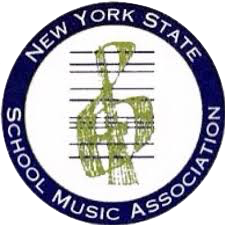 NEW YORK STATE
SCHOOL MUSIC ASSOCIATION